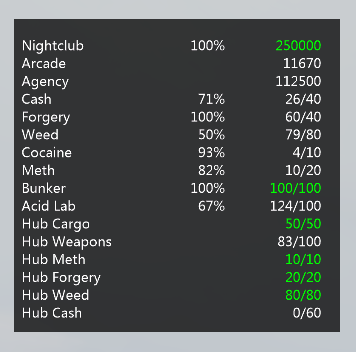 Nightclub 100% 250000
Arcade 11670
Agency 112500
Cash 71% 26/40
Forgery 100% 60/40
Weed 50% 79/80
Cocaine 93% 4/10
Meth 82% 10/20
Bunker 100% 100/100
Acid Lab 67% 124/100
Hub Cargo 50/50
Hub Weapons 83/100
Hub Meth 10/10
Hub Forgery 20/20
Hub Weed 80/80
Hub Cash 0/60